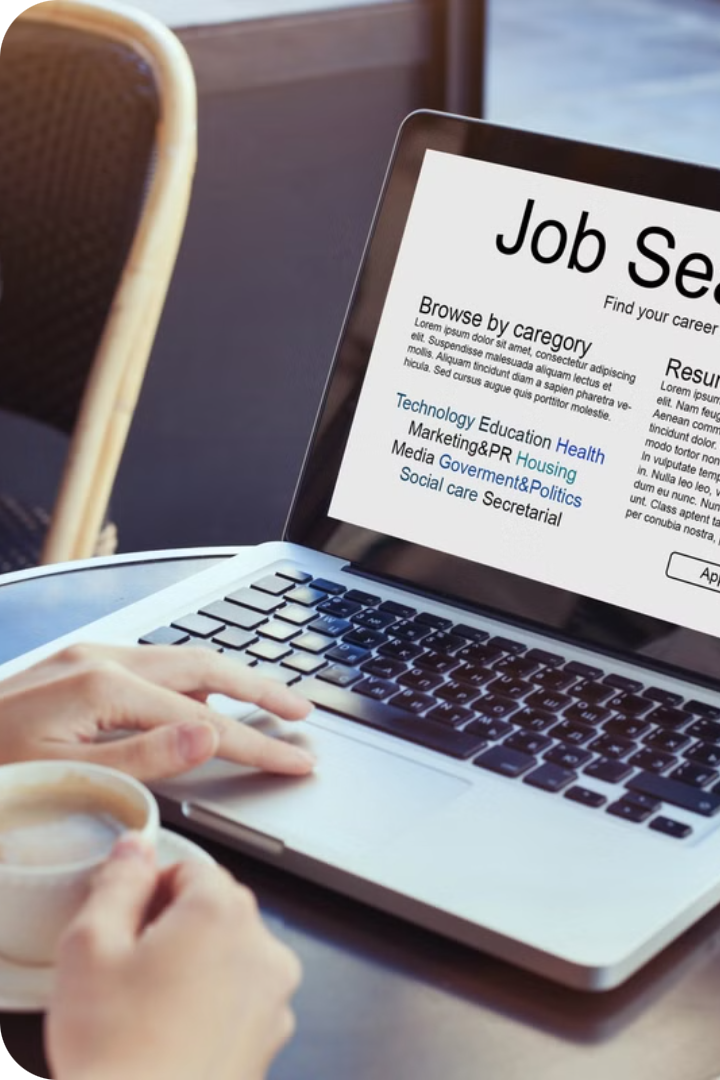 Job Sea
Find your career
Browse by caregory
Lorem ipsum dolor sit amet, consectetur adipiscing
elit. Suspendisse malesuada aliquam lectus et
mollis. Aliquam tincidunt diam a sapien pharetra ve-
hicula. Sed cursus augue quis porttitor molestie.
Technology Education Health
Marketing&PR Housing
Media Goverment&Politics
Social care Secretarial
Resu
Lorem ipsum
elit. Nam feug
Aenean comm
tincidunt dolor.
modo tortor non
In vulputate temp
in. Nulla leo leo,
dum eu nunc. Nun
unt. Class aptent ta
per conubia nostra,
App